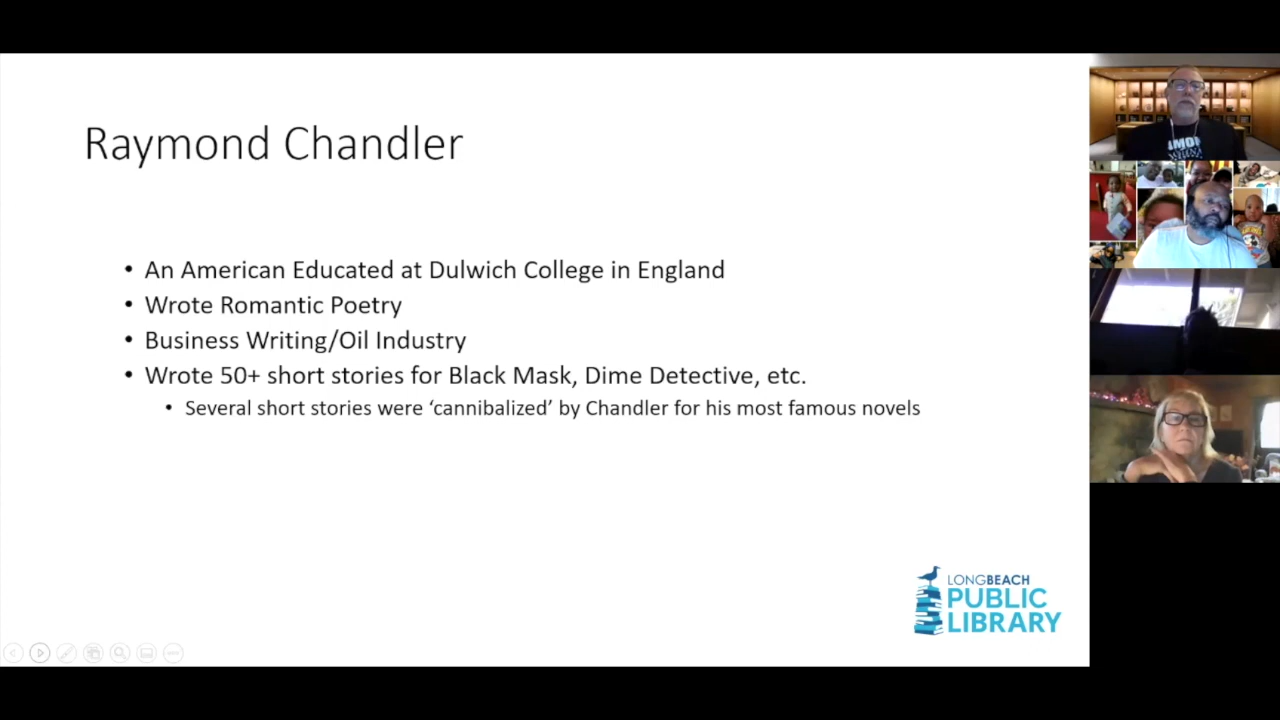 Raymond Chandler
• An American Educated at Dulwich College in England
• Wrote Romantic Poetry
• Business Writing/Oil Industry
• Wrote 50+ short stories for Black Mask, Dime Detective, etc.
• Several short stories were ‘cannibalized’ by Chandler for his most famous novels
LONGBEACH
PUBLIC
LIBRARY